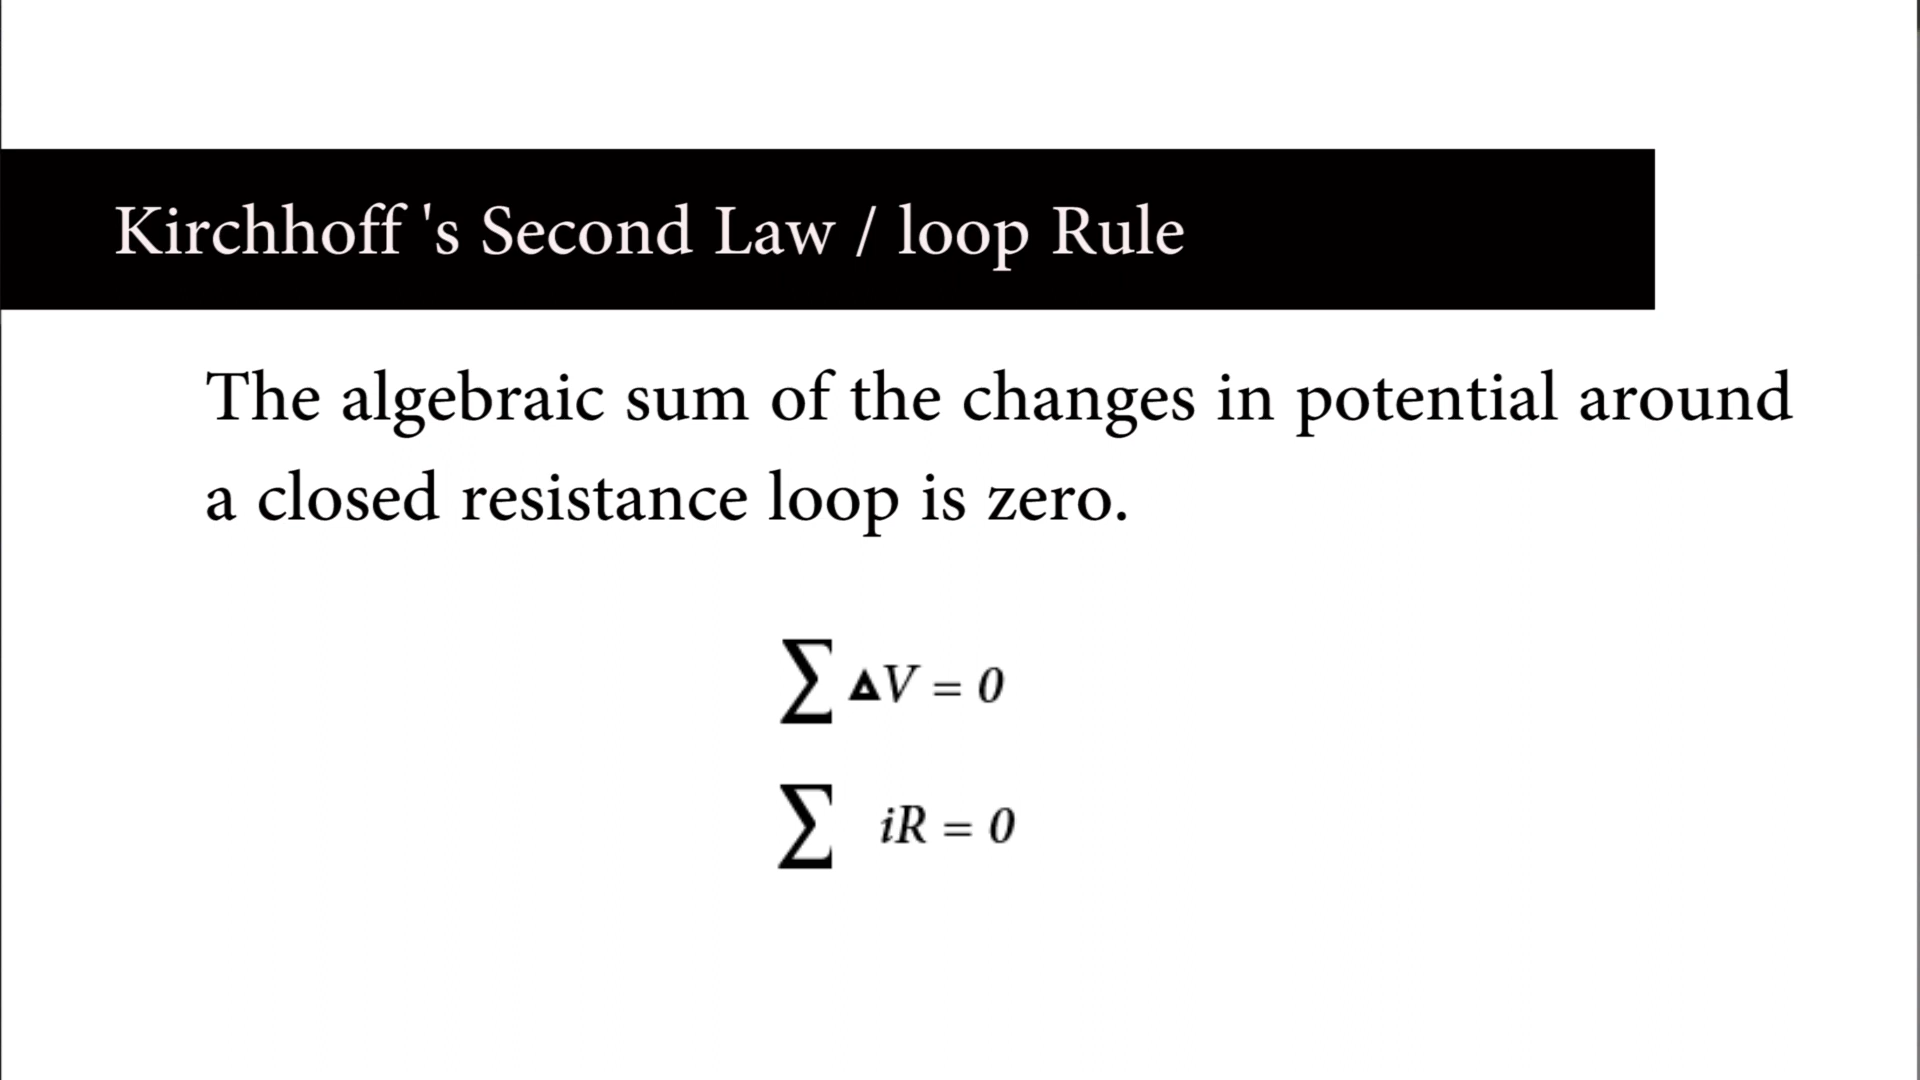 Kirchhoff 's Second Law / loop Rule
The algebraic sum of the changes in potential around
a closed resistance loop is zero.
∑ ΔV = 0
∑ iR = 0